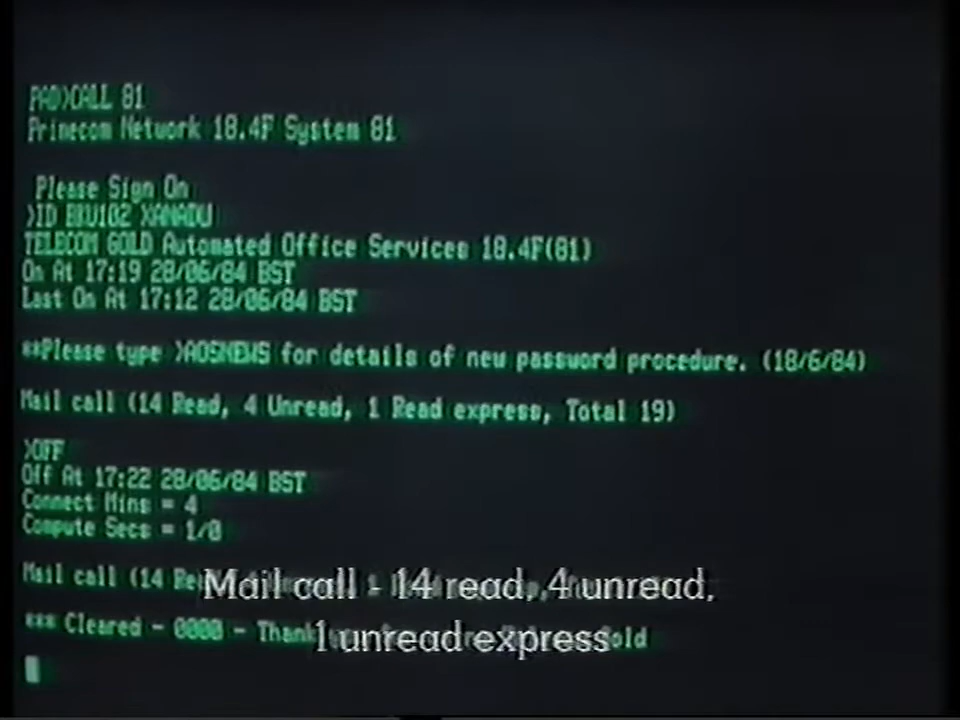 PAD>CALL 81
Primecom Network 18.4F System 81
Please Sign On
>ID BBU102 XANADU
TELECOM GOLD Automated Office Services 18.4F(81)
On At 17:19 28/06/84 BST
Last On At 17:12 28/06/84 BST
**Please type >AOSNEWS for details of new password procedure. (18/6/84)
Mail call (14 Read, 4 Unread, 1 Read express, Total 19)
>OFF
Off At 17:22 28/06/84 BST
Connect Mins = 4
Compute Secs = 1/0
Mail call (14
*** Cleared - 0000 - Gold
Mail call - 14 read, 4 unread,
1 unread express